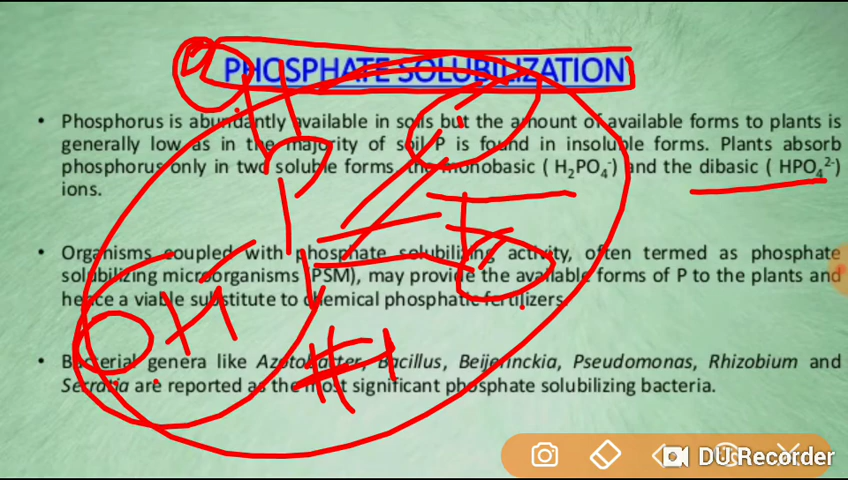 PHOSPHATE SOLUBILIZATION
• Phosphorus is abundantly available in soils but the amount of available forms to plants is
generally low as in the majority of soil P is found in insoluble forms. Plants absorb
phosphorus only in two soluble forms, the monobasic ( H₂PO₄⁻) and the dibasic ( HPO₄²⁻)
ions.
• Organisms coupled with phosphate solubilizing activity, often termed as phosphate
solubilizing microorganisms (PSM), may provide the available forms of P to the plants and
hence a viable substitute to chemical phosphatic fertilizers.
• Bacterial genera like Azotobacter, Bacillus, Beijerinckia, Pseudomonas, Rhizobium and
Serratia are reported as the most significant phosphate solubilizing bacteria.
DU Recorder